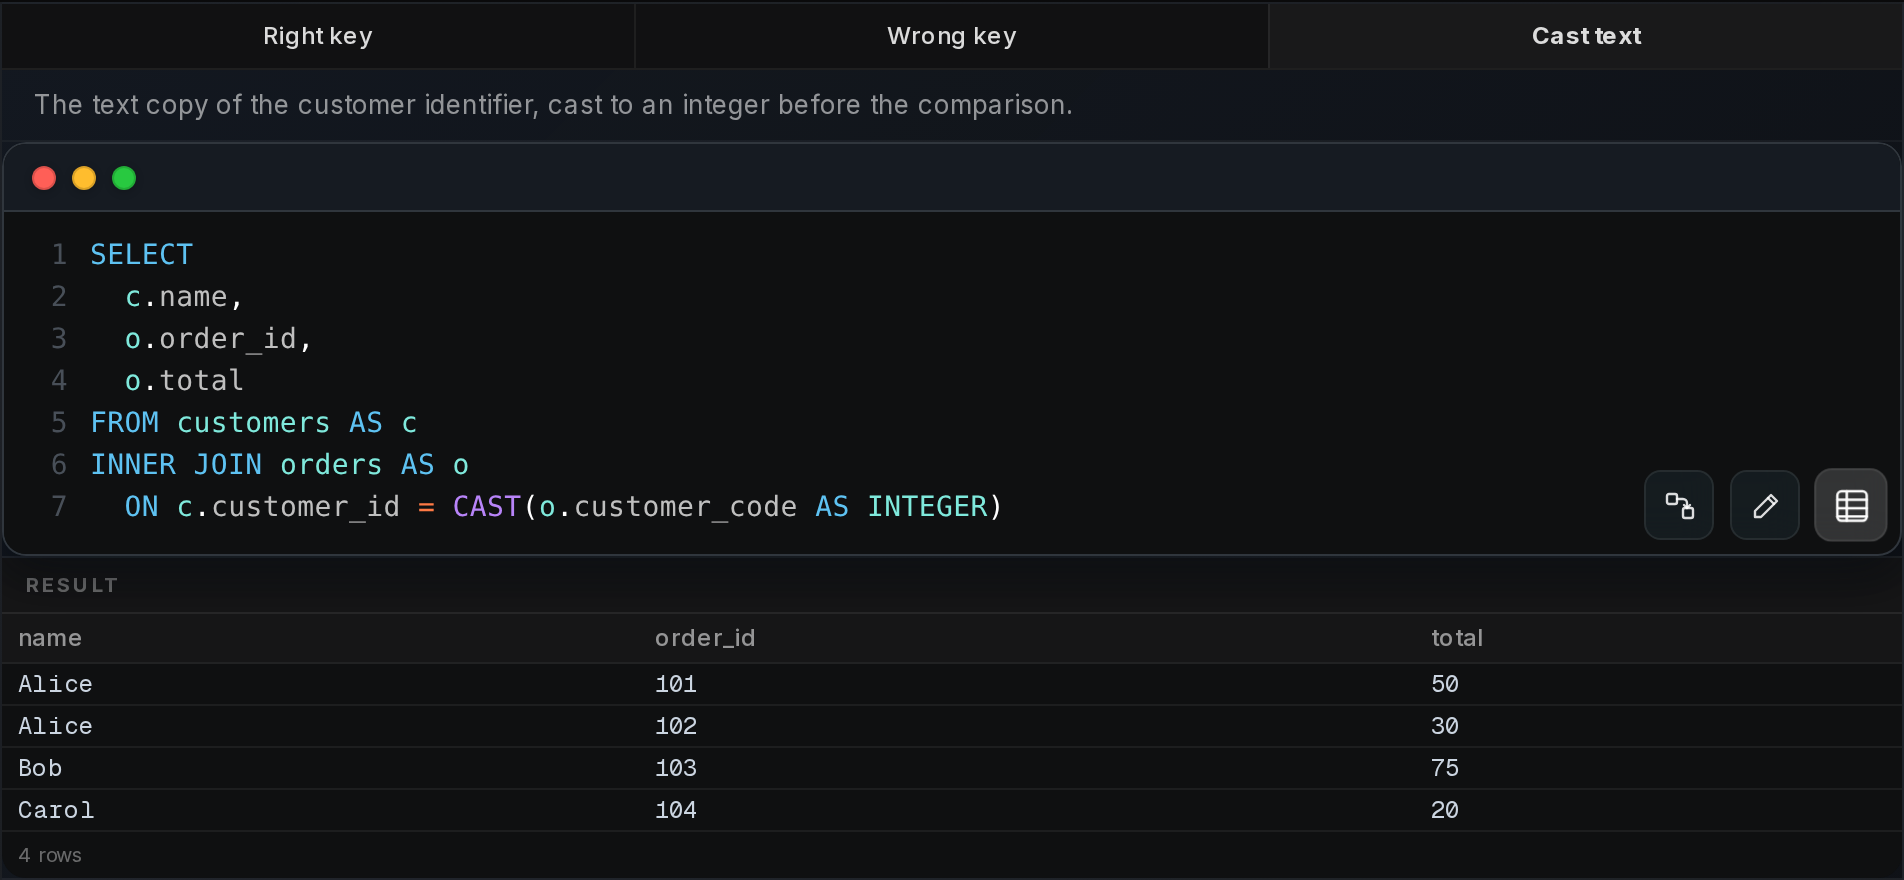 Right key
Wrong key
Cast text
The text copy of the customer identifier, cast to an integer before the comparison.
1 SELECT
2   c.name,
3   o.order_id,
4   o.total
5 FROM customers AS c
6 INNER JOIN orders AS o
7   ON c.customer_id = CAST(o.customer_code AS INTEGER)
RESULT
name order_id total
Alice 101 50
Alice 102 30
Bob 103 75
Carol 104 20
4 rows